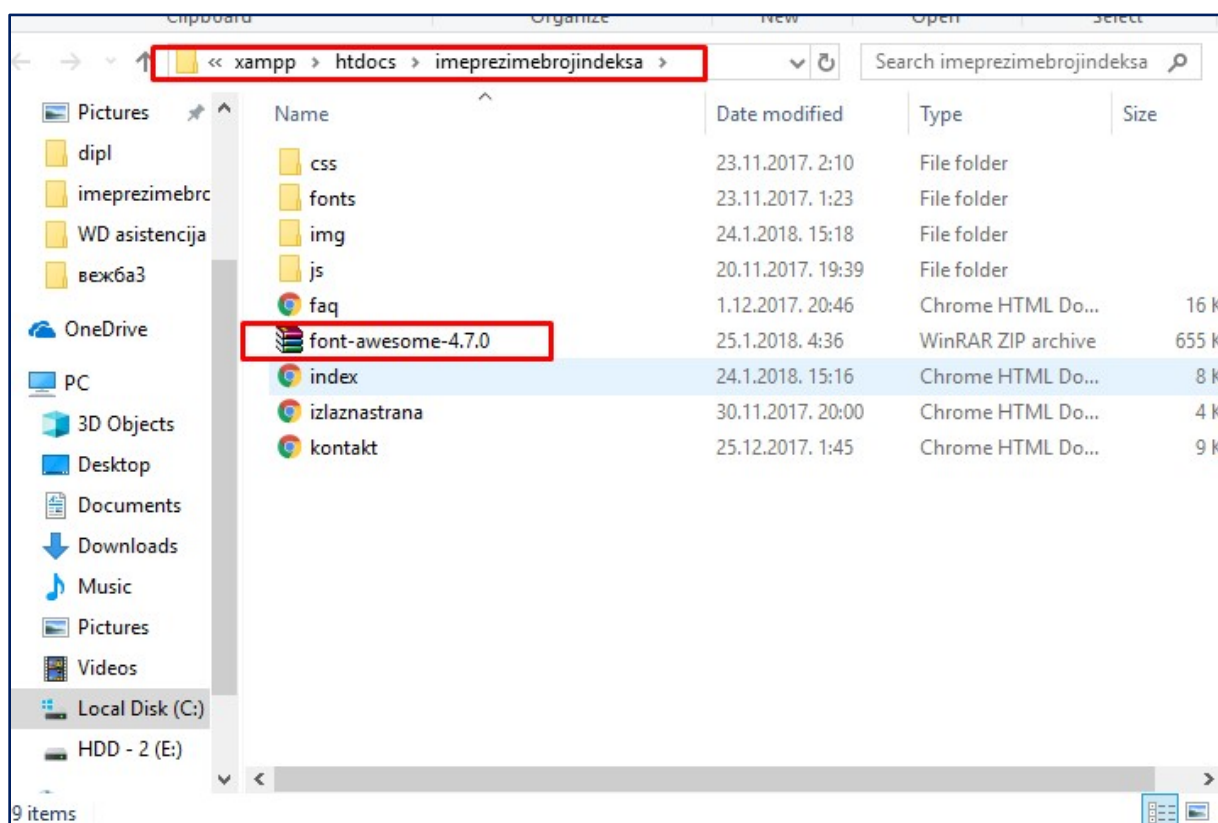 Clipboard Organize New Open Select
« xampp › htdocs › imeprezimebrojindeksa › Search imeprezimebrojindeksa
Name Date modified Type Size
Pictures
dipl
imeprezimebrc
WD asistencija
вежба3
OneDrive
PC
3D Objects
Desktop
Documents
Downloads
Music
Pictures
Videos
Local Disk (C:)
HDD - 2 (E:)
css 23.11.2017. 2:10 File folder
fonts 23.11.2017. 1:23 File folder
img 24.1.2018. 15:18 File folder
js 20.11.2017. 19:39 File folder
faq 1.12.2017. 20:46 Chrome HTML Do... 16 K
font-awesome-4.7.0 25.1.2018. 4:36 WinRAR ZIP archive 655 K
index 24.1.2018. 15:16 Chrome HTML Do... 8 K
izlaznastrana 30.11.2017. 20:00 Chrome HTML Do... 4 K
kontakt 25.12.2017. 1:45 Chrome HTML Do... 9 K
9 items